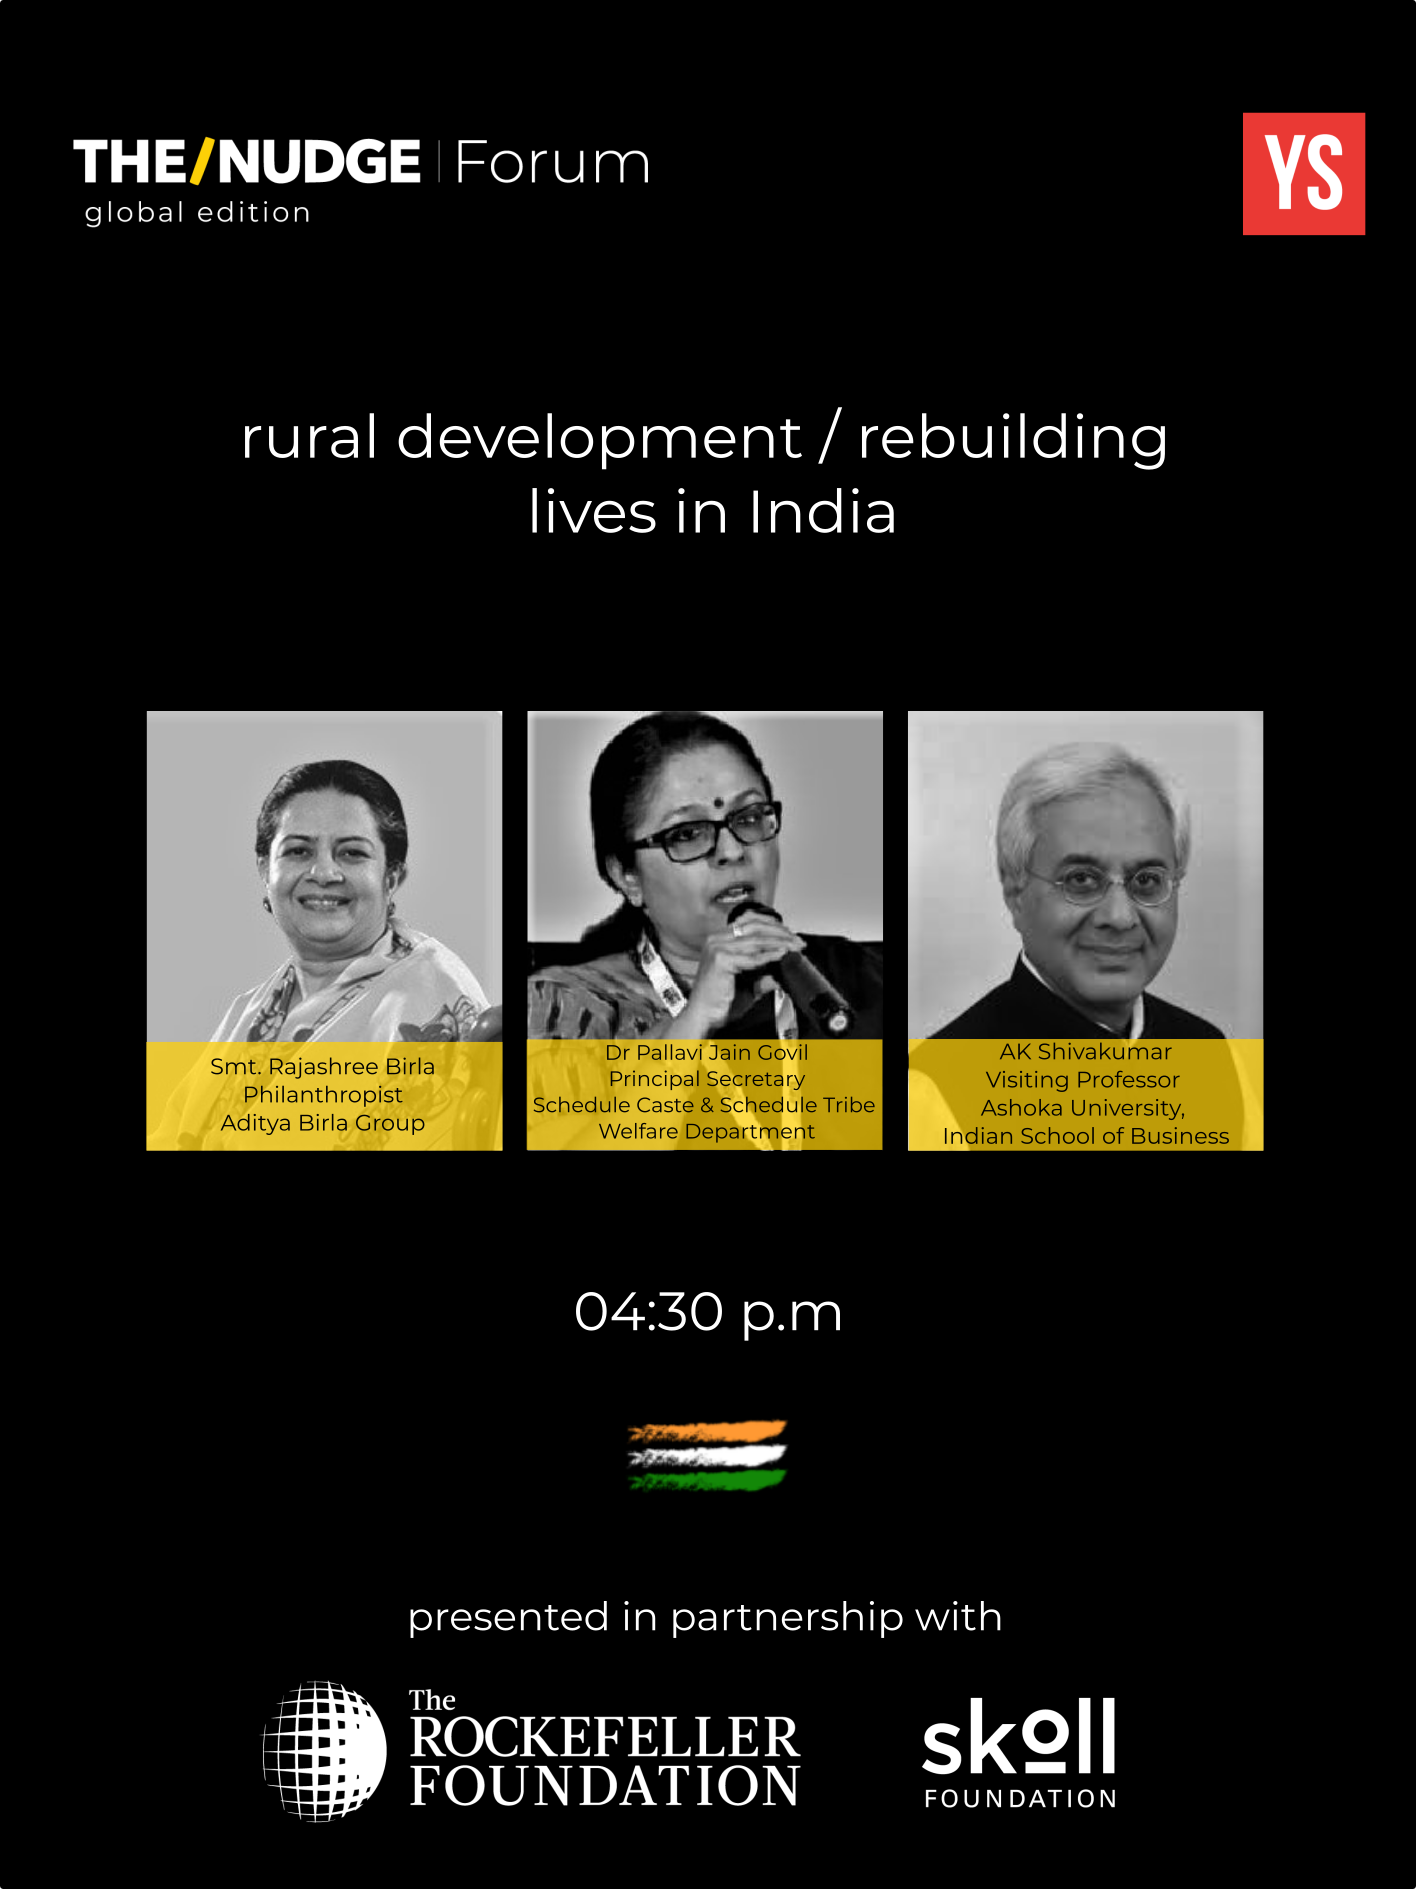 THE/NUDGE | Forum
global edition
YS
rural development / rebuilding
lives in India
Smt. Rajashree Birla
Philanthropist
Aditya Birla Group
Dr Pallavi Jain Govil
Principal Secretary
Schedule Caste & Schedule Tribe
Welfare Department
AK Shivakumar
Visiting Professor
Ashoka University,
Indian School of Business
04:30 p.m
presented in partnership with
The
ROCKEFELLER
FOUNDATION
skoll
FOUNDATION